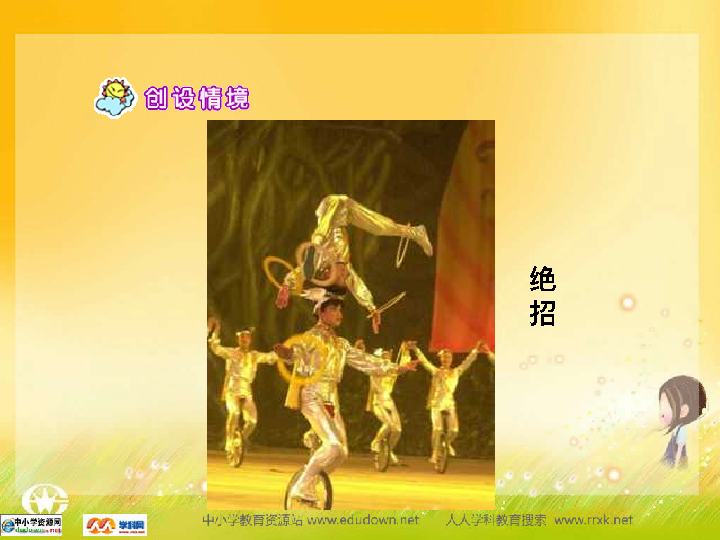 创设情境
绝
招
中小学资源网
学科网
中小学教育资源站 www.edudown.net 人人学科教育搜索 www.rrxk.net